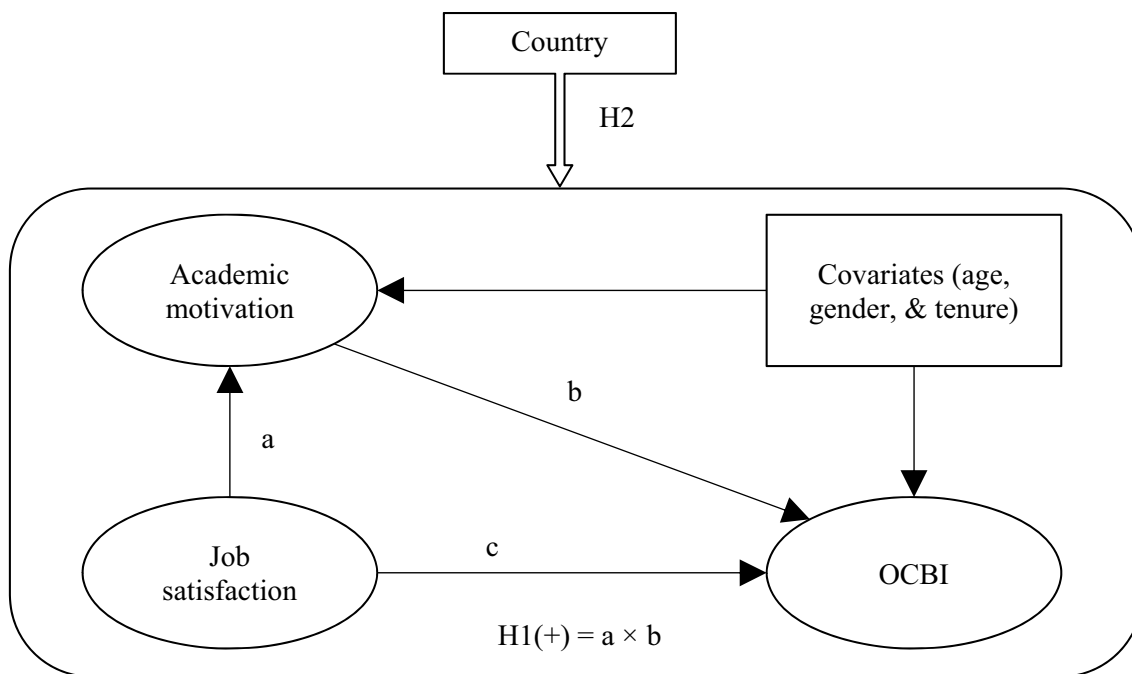 Country
H2
Academic
motivation
Covariates (age,
gender, & tenure)
b
a
Job
satisfaction
c
OCBI
H1(+) = a × b